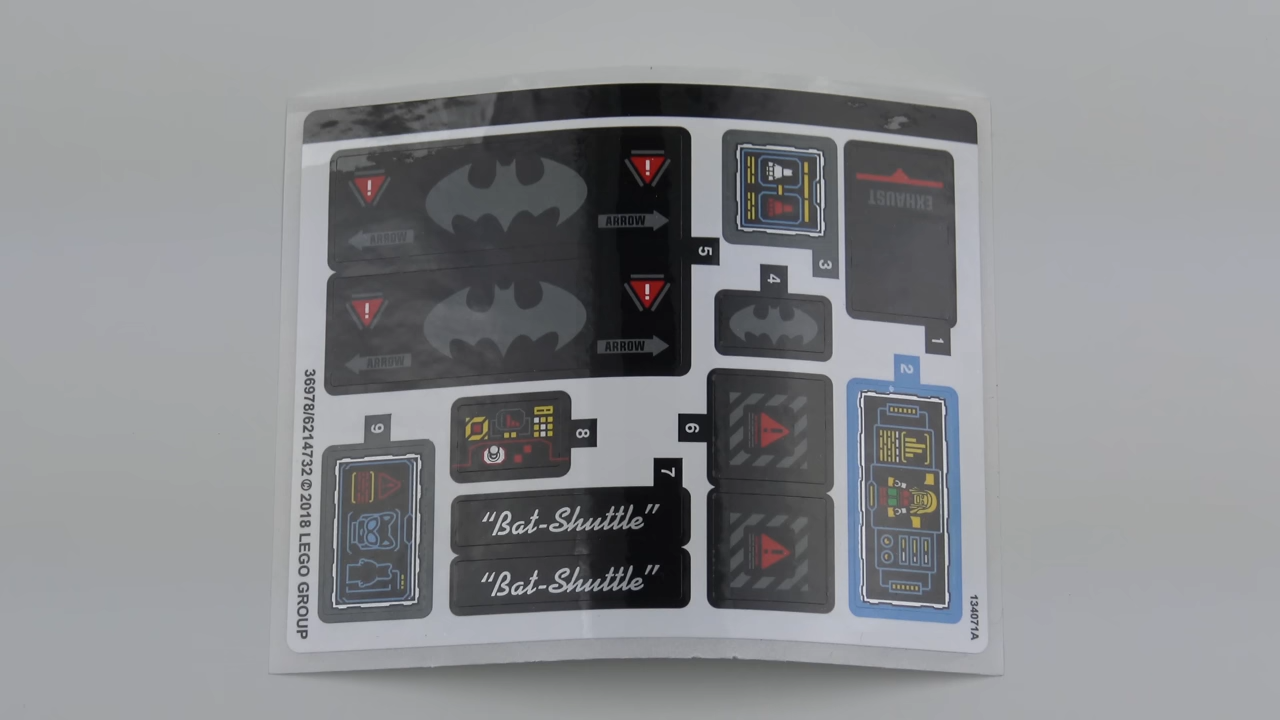 ARROW
ARROW
ARROW
ARROW
5
3
EXHAUST
1
4
2
6
8
9
7
"Bat-Shuttle"
"Bat-Shuttle"
36978/6214732 © 2018 LEGO GROUP
134071A